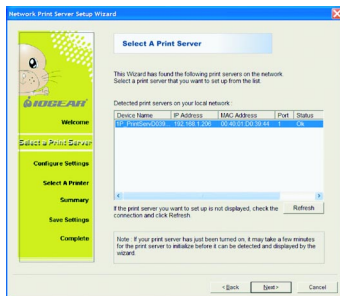 Network Print Server Setup Wizard
Select A Print Server
This Wizard has found the following print servers on the network.
Select a print server that you want to set up from the list.
IOGEAR
Detected print servers on your local network :
Device Name IP Address MAC Address Port Status
192.168.1.206 00:40:01:D0:39:44 1 Ok
Welcome
Select a Print Server
Configure Settings
Select A Printer
Summary
Save Settings
Complete
If the print server you want to set up is not displayed, check the
connection and click Refresh.
Refresh
Note : If your print server has just been turned on, it may take a few minutes
for the print server to initialize before it can be detected and displayed by the
wizard.
< Back
Next >
Cancel